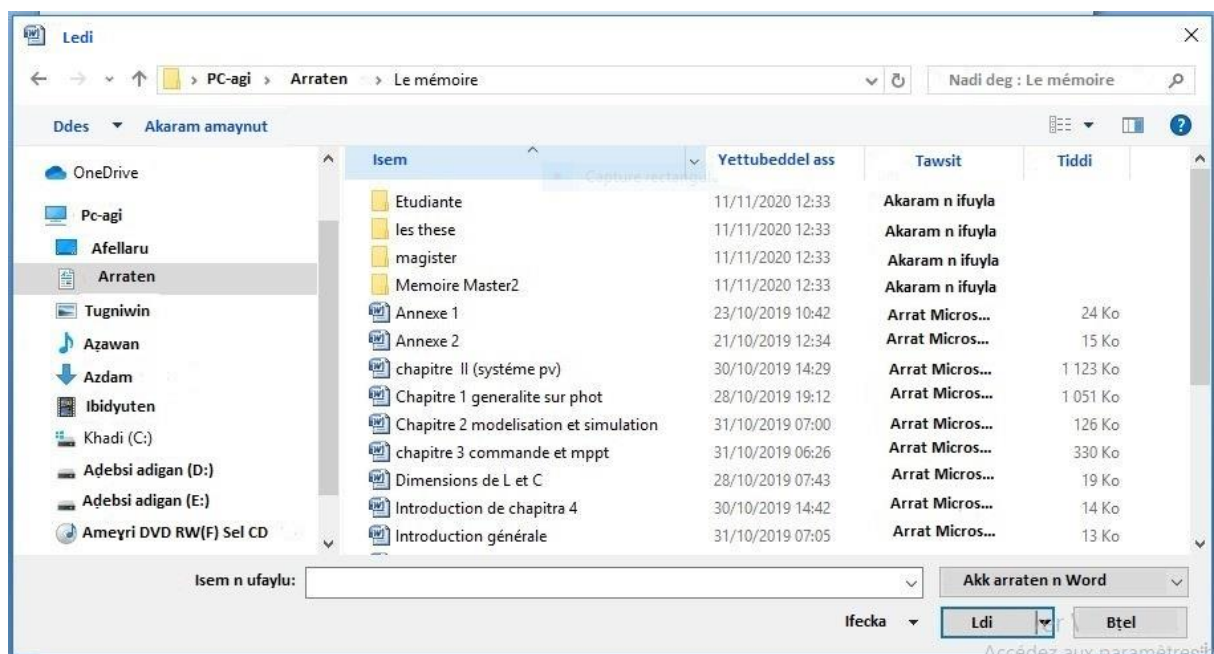 Ledi
PC-agi > Arraten > Le mémoire
Nadi deg : Le mémoire
Ddes Akaram amaynut
OneDrive
Pc-agi
Afellaru
Arraten
Tugniwin
Aẓawan
Azdam
Ibidyuten
Khadi (C:)
Aḍebsi adigan (D:)
Aḍebsi adigan (E:)
Ameɣri DVD RW(F) Sel CD
Isem Yettubeddel ass Tawsit Tiddi
Etudiante 11/11/2020 12:33 Akaram n ifuyla
les these 11/11/2020 12:33 Akaram n ifuyla
magister 11/11/2020 12:33 Akaram n ifuyla
Memoire Master2 11/11/2020 12:33 Akaram n ifuyla
Annexe 1 23/10/2019 10:42 Arrat Micros... 24 Ko
Annexe 2 21/10/2019 12:34 Arrat Micros... 15 Ko
chapitre II (systéme pv) 30/10/2019 14:29 Arrat Micros... 1 123 Ko
Chapitre 1 generalite sur phot 28/10/2019 19:12 Arrat Micros... 1 051 Ko
Chapitre 2 modelisation et simulation 31/10/2019 07:00 Arrat Micros... 126 Ko
chapitre 3 commande et mppt 31/10/2019 06:26 Arrat Micros... 330 Ko
Dimensions de L et C 28/10/2019 07:43 Arrat Micros... 19 Ko
Introduction de chapitra 4 30/10/2019 14:42 Arrat Micros... 14 Ko
Introduction générale 31/10/2019 07:05 Arrat Micros... 13 Ko
Isem n ufaylu: Akk arraten n Word
Ifecka Ldi Bṭel
Accédez aux paramètres